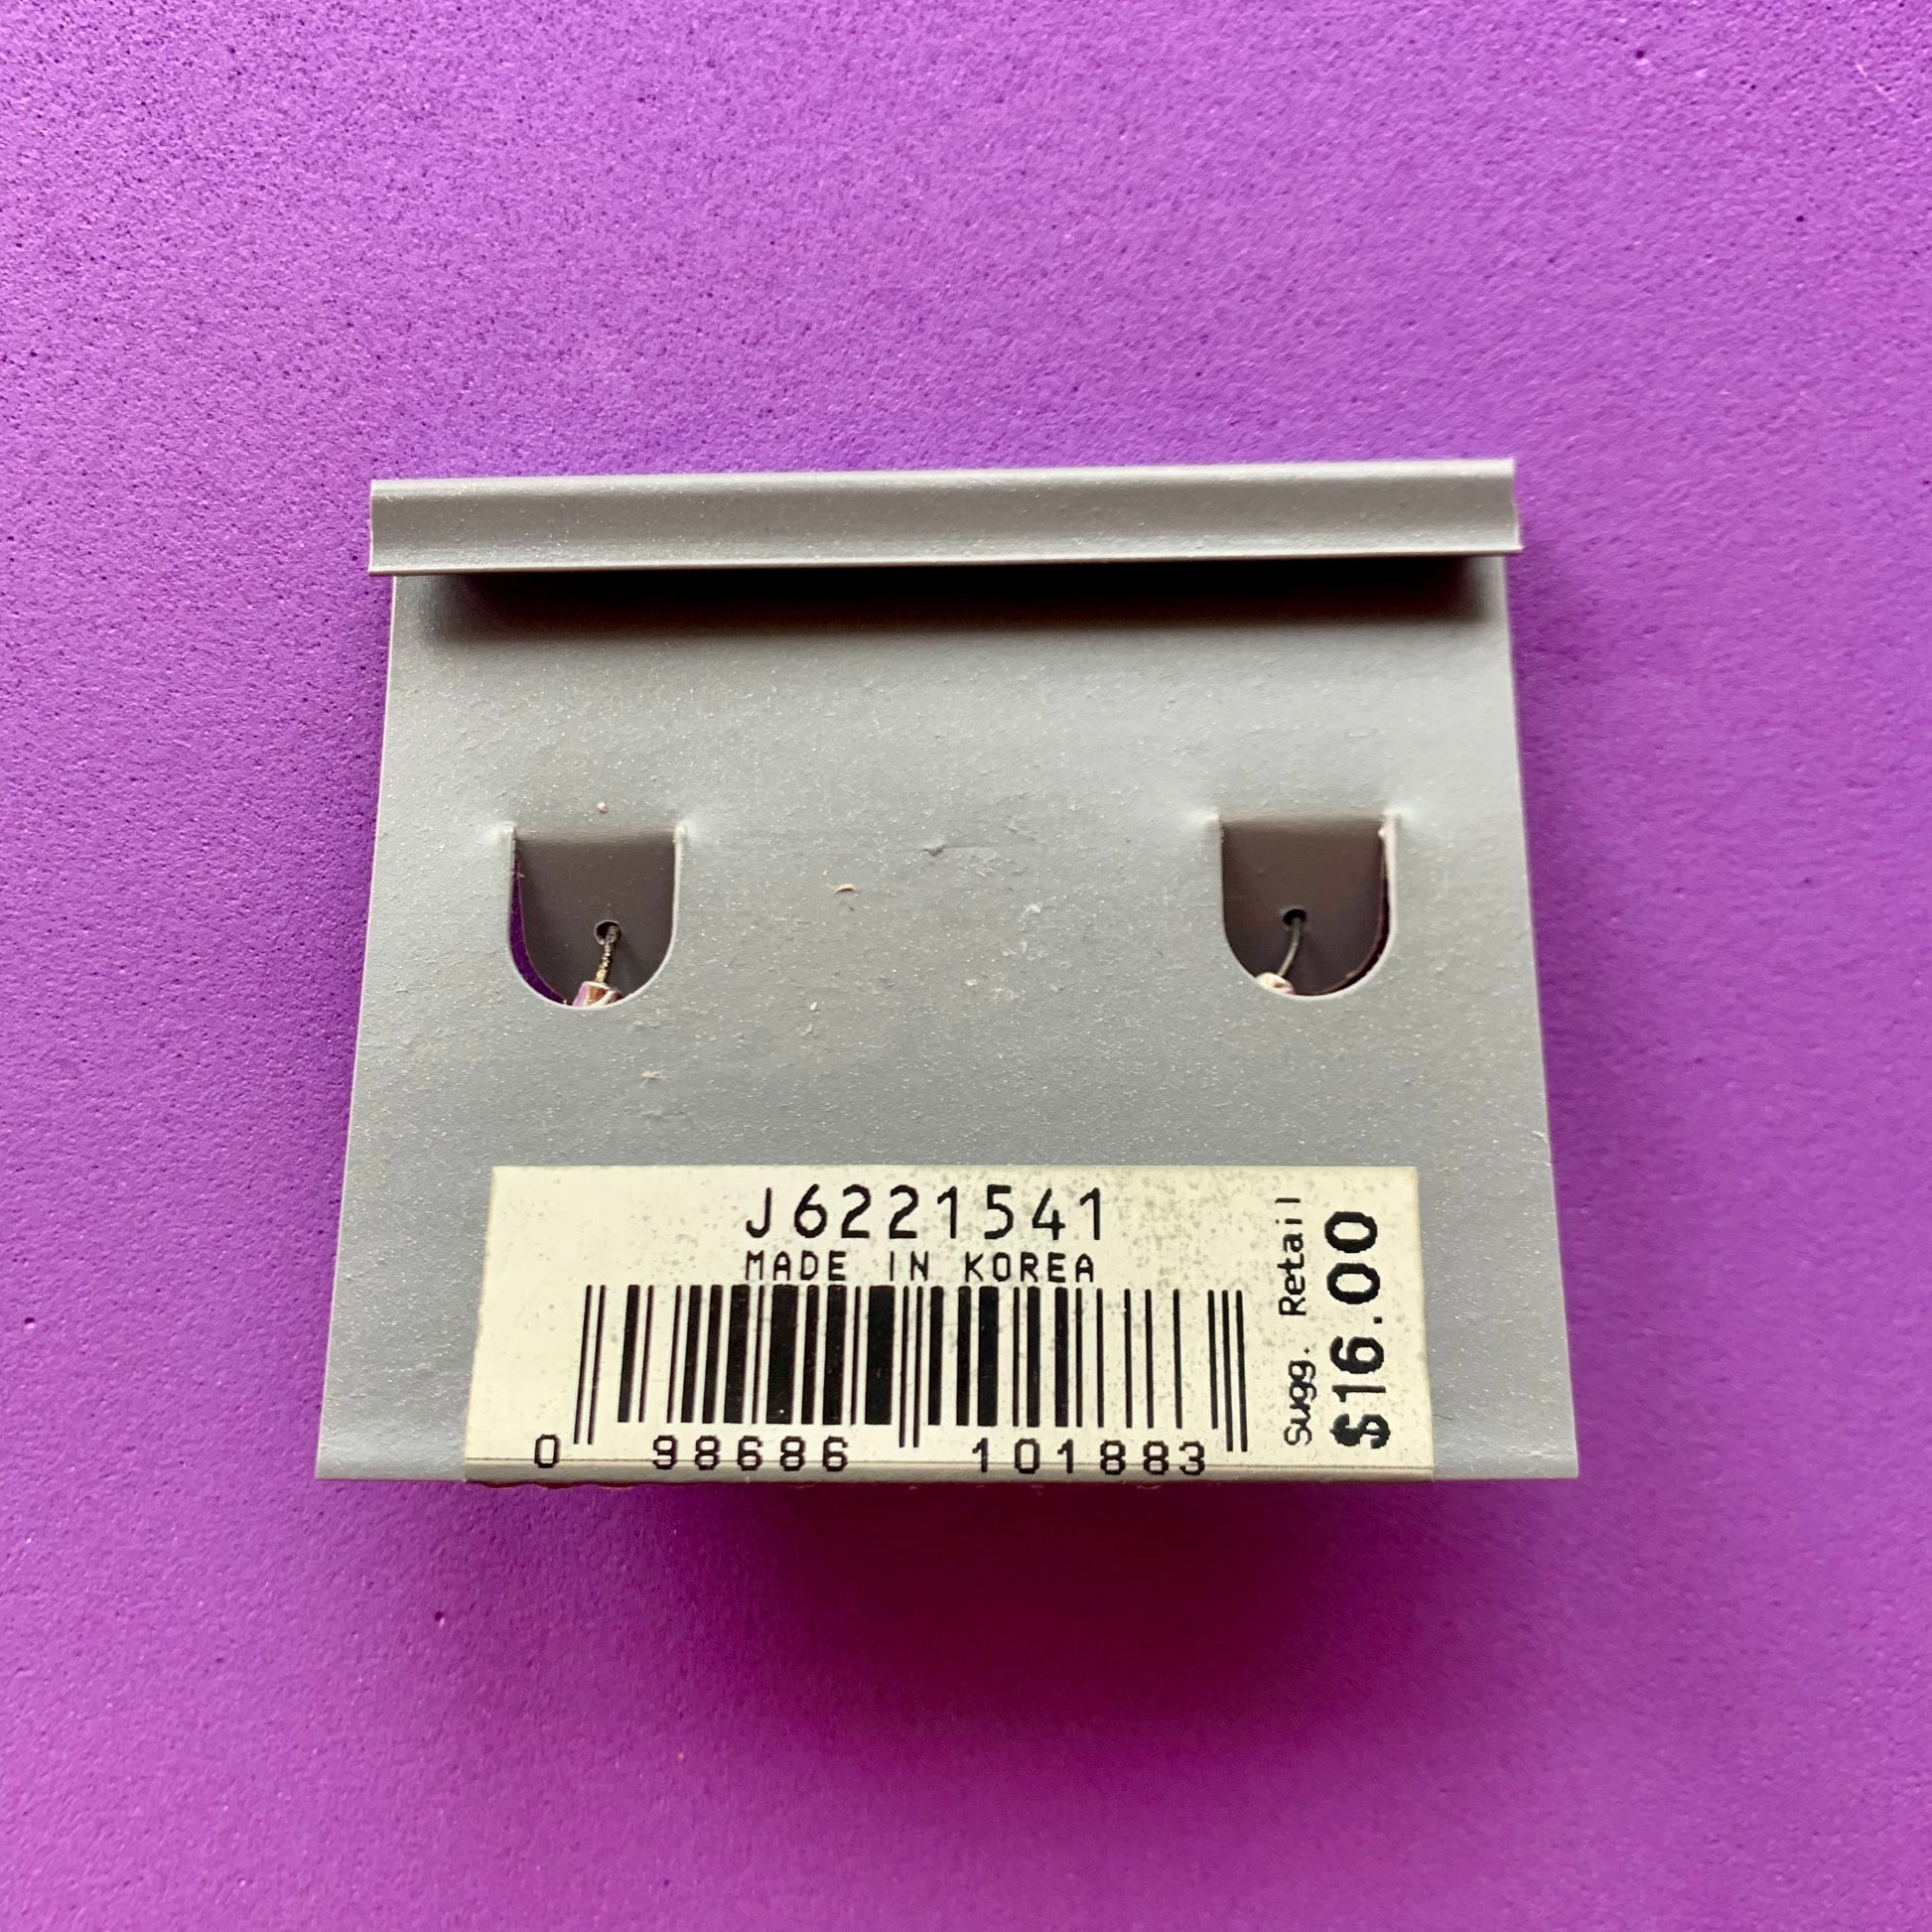 J6221541
MADE IN KOREA
0 98686 101883
Sugg. Retail
$16.00